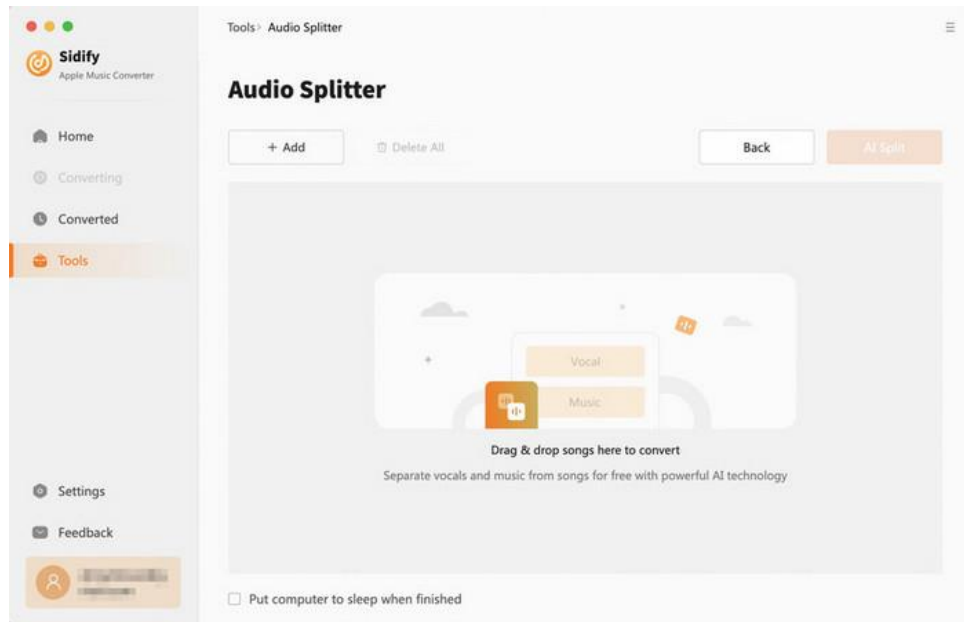 Sidify
Apple Music Converter
Home
Converting
Converted
Tools
Settings
Feedback
Tools> Audio Splitter
Audio Splitter
+ Add
Delete All
Back
AI Split
Vocal
Music
Drag & drop songs here to convert
Separate vocals and music from songs for free with powerful AI technology
Put computer to sleep when finished